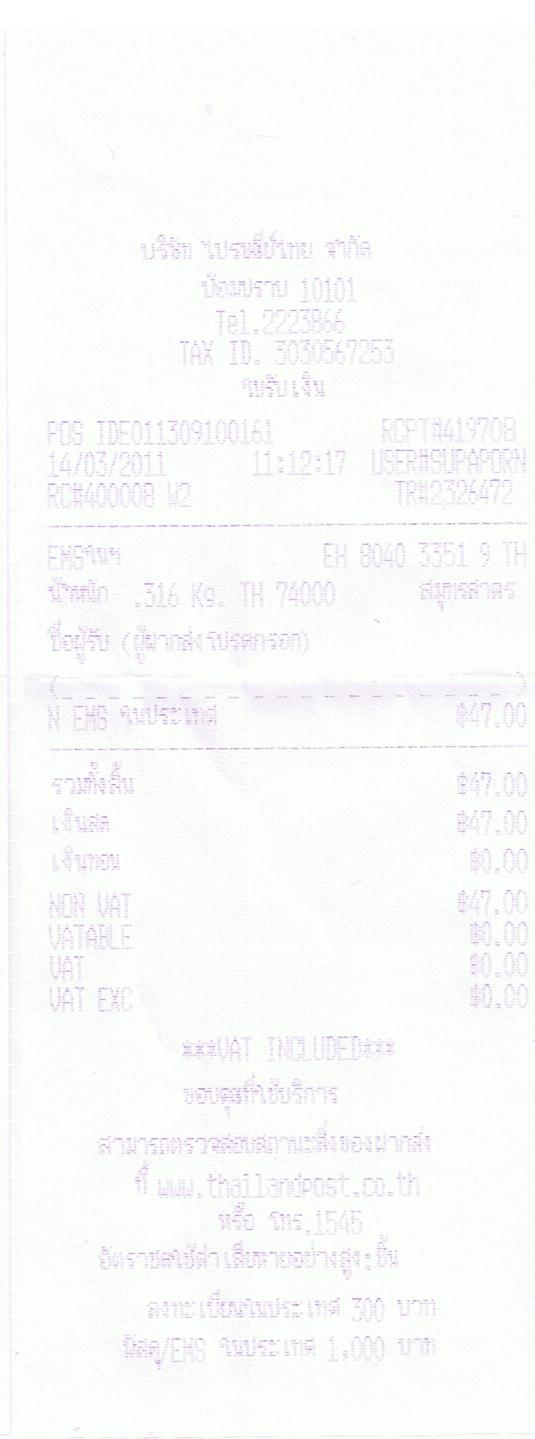 บริษัท ไปรษณีย์ไทย จำกัด
ป้อมปราบ 10101
Tel.2223866
TAX ID. 3030567253
ใบรับเงิน
POS IDE011309100161 RCPT#419708
14/03/2011 11:12:17 USER#SUPAPORN
RC#400008 W2 TR#2326472
EMSในฯ EH 8040 3351 9 TH
น้ำหนัก .316 Kg. TH 74000 สมุทรสาคร
ชื่อผู้รับ (ผู้ฝากส่งโปรดกรอก)
(_ _ _ _ _ _ _ _ _ _ _ _ _ _ _ _ _ _)
N EMS ในประเทศ ฿47.00
รวมทั้งสิ้น ฿47.00
เงินสด ฿47.00
เงินทอน ฿0.00
NON VAT ฿47.00
VATABLE ฿0.00
VAT ฿0.00
VAT EXC ฿0.00
***VAT INCLUDED***
ขอบคุณที่ใช้บริการ
สามารถตรวจสอบสถานะสิ่งของฝากส่ง
ที่ www.thailandpost.co.th
หรือ โทร.1545
อัตราชดใช้ค่าเสียหายอย่างสูง:ชิ้น
ลงทะเบียนในประเทศ 300 บาท
พัสดุ/EMS ในประเทศ 1,000 บาท